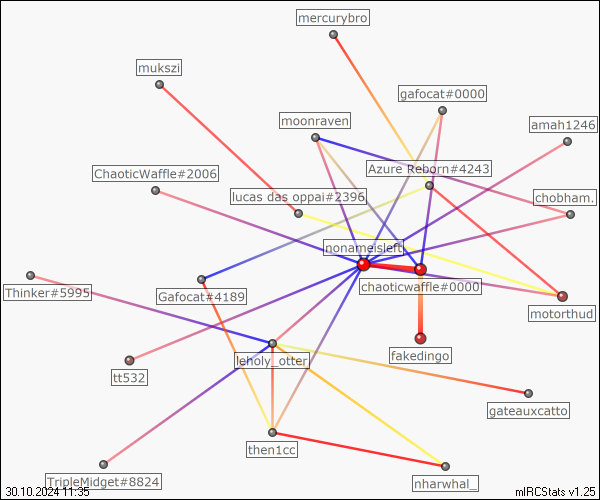 mercurybro
mukszi
gafocat#0000
moonraven
amah1246
Azure Reborn#4243
ChaoticWaffle#2006
lucas das oppai#2396
chobham.
nonameisleft
chaoticwaffle#0000
Thinker#5995
Gafocat#4189
motorthud
fakedingo
leholy_otter
tt532
gateauxcatto
then1cc
TripleMidget#8824
nharwhal_
30.10.2024 11:35
mIRCStats v1.25